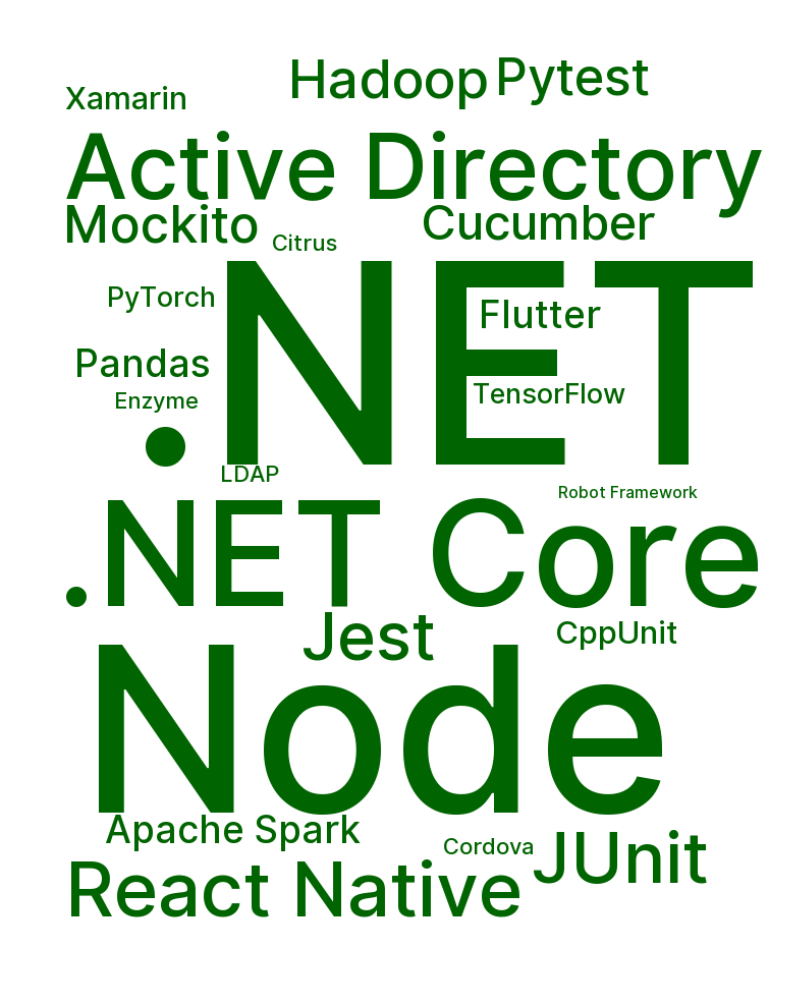 Hadoop Pytest
Xamarin
Active Directory
Mockito
Citrus
Cucumber
.NET
PyTorch
Flutter
Pandas
TensorFlow
Enzyme
LDAP
Robot Framework
.NET Core
Jest
CppUnit
Node
Apache Spark
Cordova
JUnit
React Native